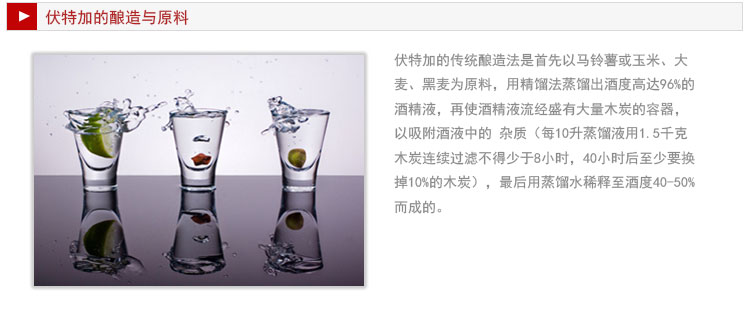 伏特加的酿造与原料
伏特加的传统酿造法是首先以马铃薯或玉米、大
麦、黑麦为原料，用精馏法蒸馏出酒度高达96%的
酒精液，再使酒精液流经盛有大量木炭的容器，
以吸附酒液中的 杂质（每10升蒸馏液用1.5千克
木炭连续过滤不得少于8小时，40小时后至少要换
掉10%的木炭），最后用蒸馏水稀释至酒度40-50%
而成的。